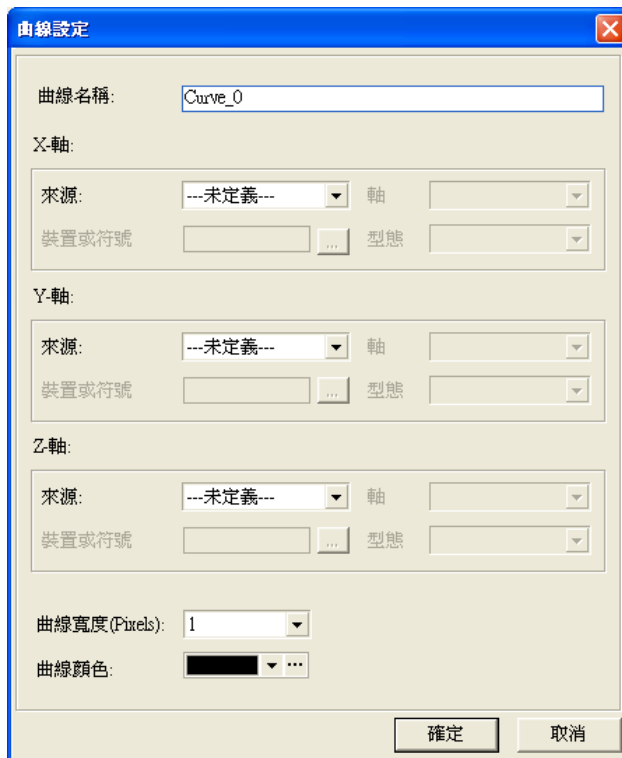 曲線設定
曲線名稱: Curve_0
X-軸:
來源: ---未定義--- 軸
裝置或符號 ... 型態
Y-軸:
來源: ---未定義--- 軸
裝置或符號 ... 型態
Z-軸:
來源: ---未定義--- 軸
裝置或符號 ... 型態
曲線寬度(Pixels): 1
曲線顏色: ...
確定 取消